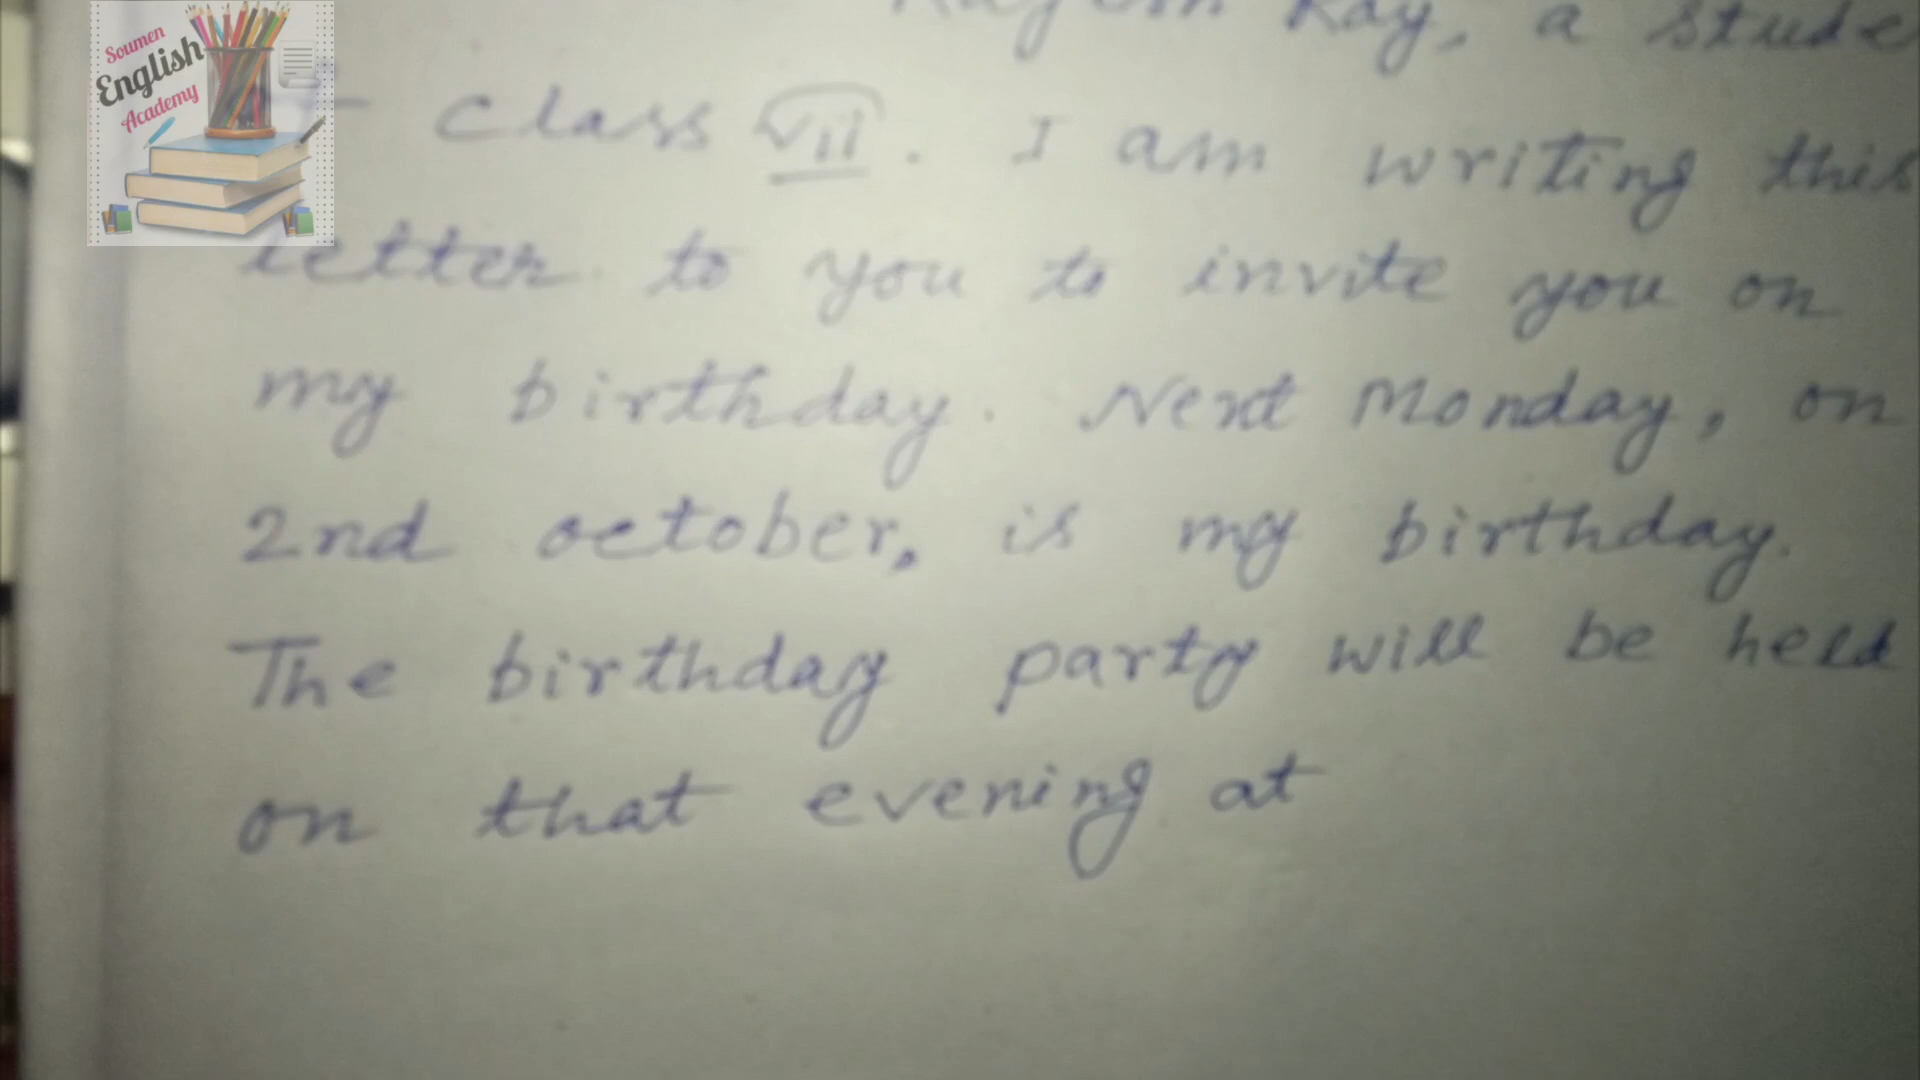 Soumen
English
Academy
Ray, a stude
class VII. I am writing this
letter to you to invite you on
my birthday. Next Monday, on
2nd october, is my birthday.
The birthday party will be held
on that evening at